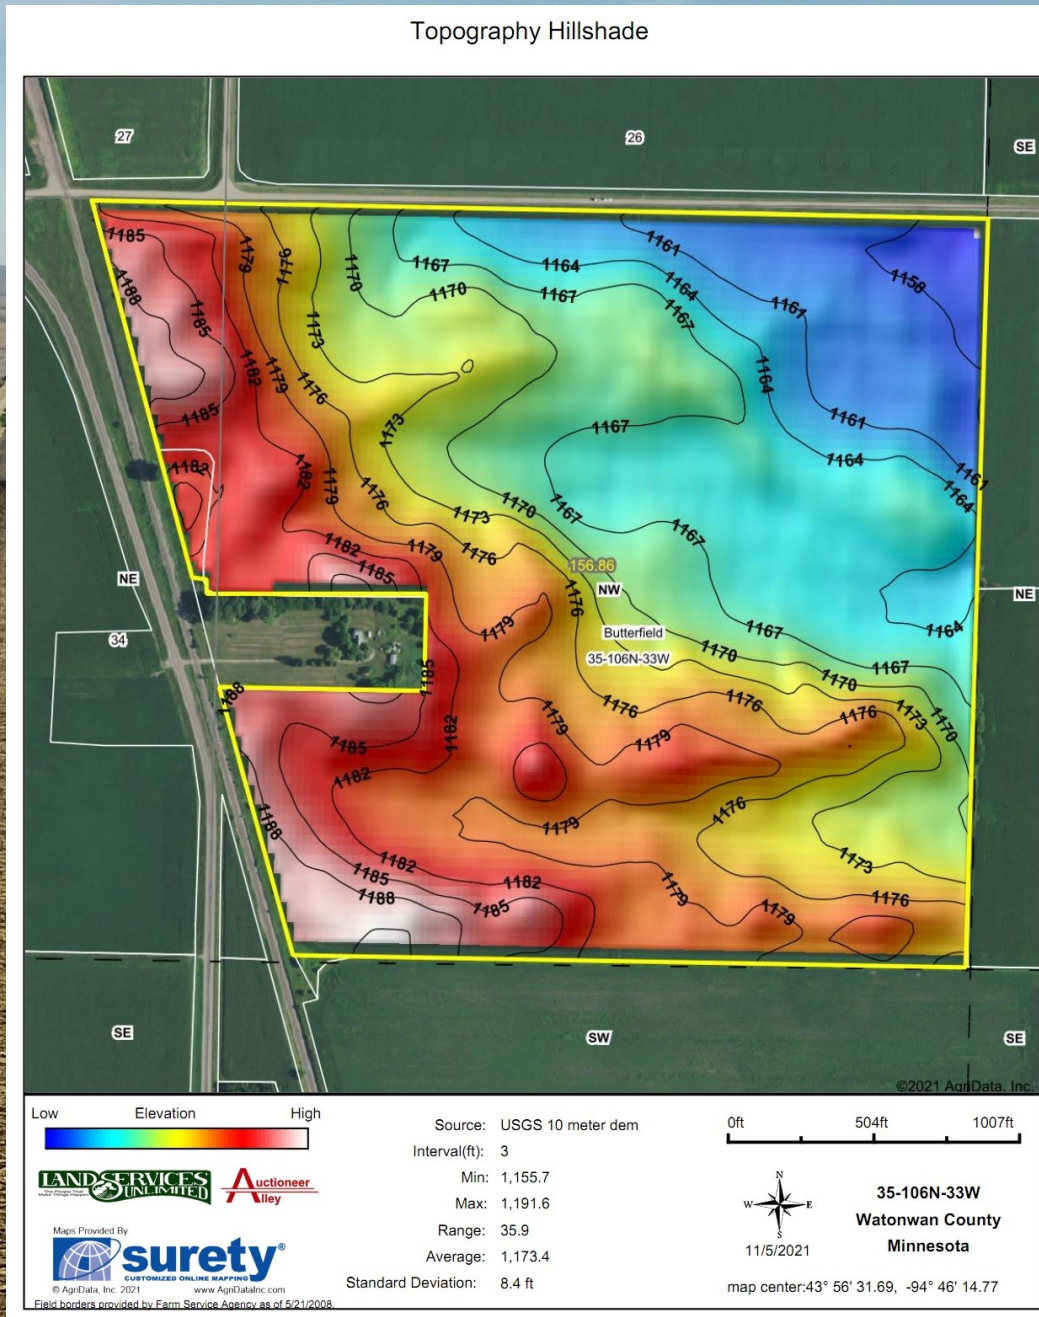 Topography Hillshade
27
26
SE
1185
1179
1176
1161
1188
1170
1167
1164
1158
1170
1167
1164
1161
1185
1173
1167
1182
1179
1176
1164
1185
1173
1167
1161
1182
1182
1179
1176
1170
1167
1164
1161
1164
1173
1167
1182
1179
1176
156.86
NE
1185
NW
NE
1176
34
1179
Butterfield
1167
1164
35-106N-33W
1170
1167
1185
1170
1188
1176
1176
1179
1176
1173
1170
1182
1185
1179
1182
1176
1188
1179
1173
1182
1185
1182
1179
1176
1188
1185
1179
SE
SW
SE
©2021 AgriData, Inc.
Low Elevation High
LAND SERVICES
UNLIMITED
The People That
Make Things Happen
Auctioneer
Alley
Maps Provided By
surety®
CUSTOMIZED ONLINE MAPPING
© AgriData, Inc. 2021 www.AgriDataInc.com
Field borders provided by Farm Service Agency as of 5/21/2008.
Source: USGS 10 meter dem
Interval(ft): 3
Min: 1,155.7
Max: 1,191.6
Range: 35.9
Average: 1,173.4
Standard Deviation: 8.4 ft
0ft 504ft 1007ft
N
W E
S
11/5/2021
35-106N-33W
Watonwan County
Minnesota
map center:43° 56' 31.69, -94° 46' 14.77